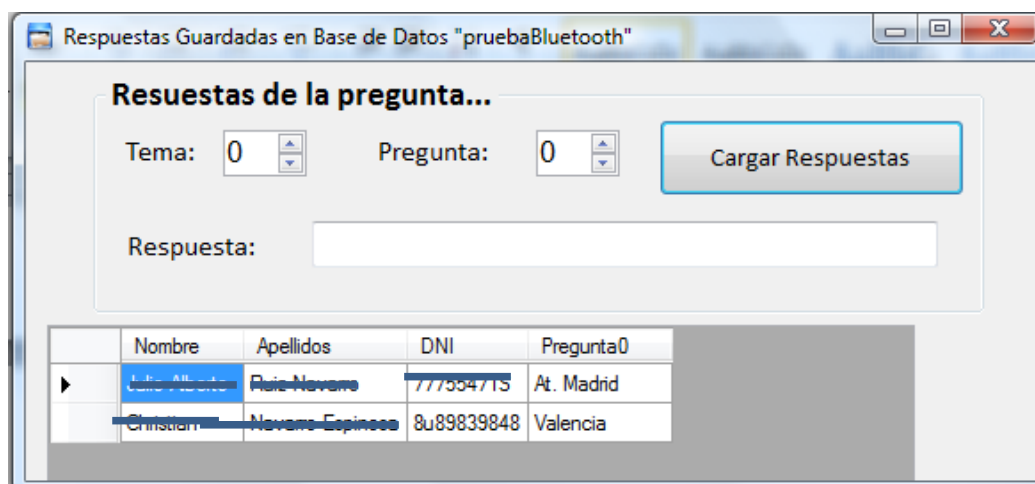 Respuestas Guardadas en Base de Datos "pruebaBluetooth"
Resuestas de la pregunta...
Tema: 0 Pregunta: 0 Cargar Respuestas
Respuesta:
Nombre Apellidos DNI Pregunta0
At. Madrid
8u89839848 Valencia